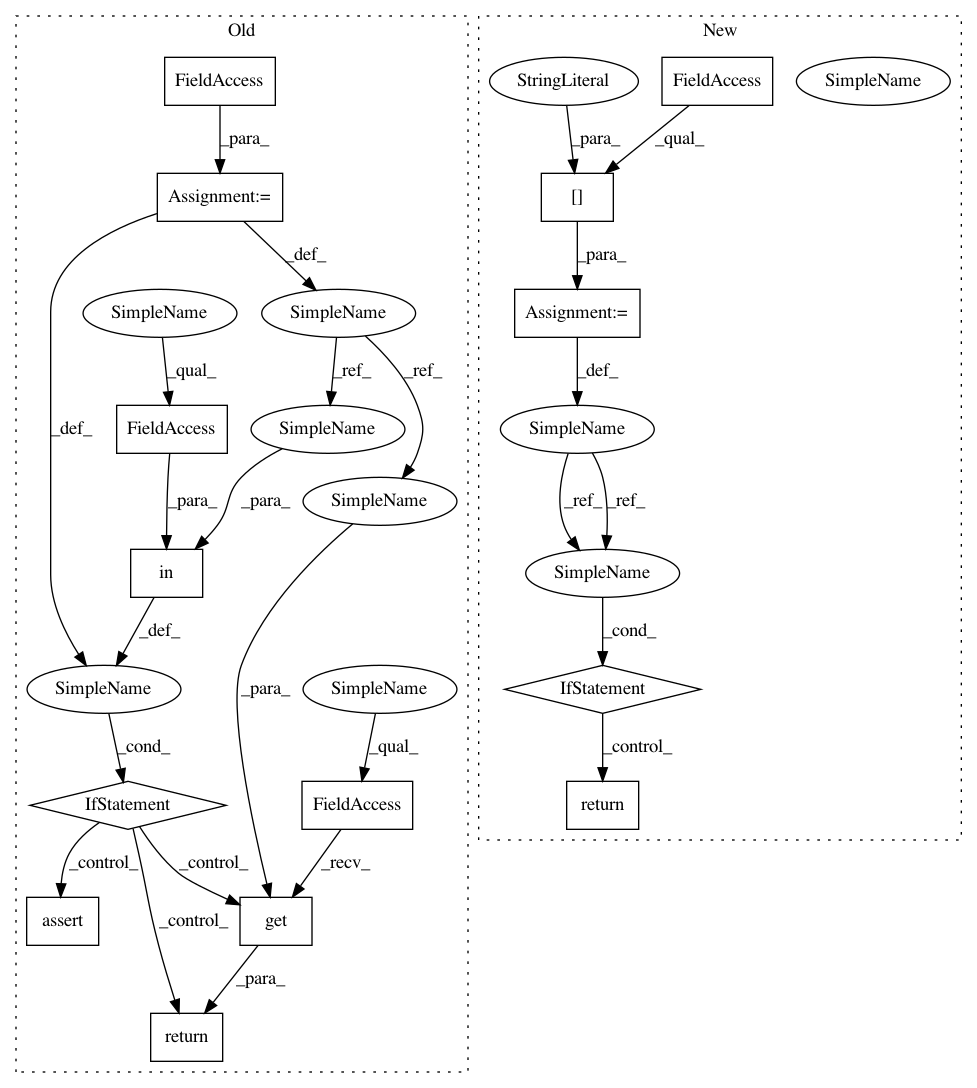 Old
New
FieldAccess
StringLiteral
FieldAccess
SimpleName
_para_
_para_
_qual_
Assignment:=
[]
_def_
_para_
SimpleName
SimpleName
Assignment:=
_qual_
_ref_
_ref_
_def_
FieldAccess
SimpleName
SimpleName
_def_
_para_
_para_
SimpleName
_ref_
_ref_
in
SimpleName
_def_
_cond_
SimpleName
_para_
SimpleName
IfStatement
_cond_
_qual_
_control_
IfStatement
FieldAccess
return
_control_
_control_
_recv_
assert
_control_
get
_para_
return